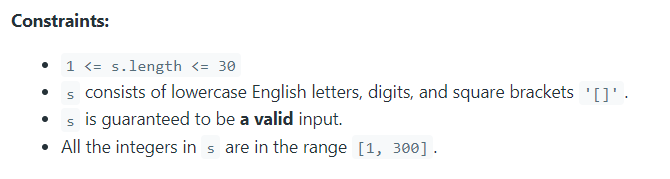 Constraints:
1 <= s.length <= 30
s consists of lowercase English letters, digits, and square brackets '[]'.
s is guaranteed to be a valid input.
All the integers in s are in the range [1, 300].